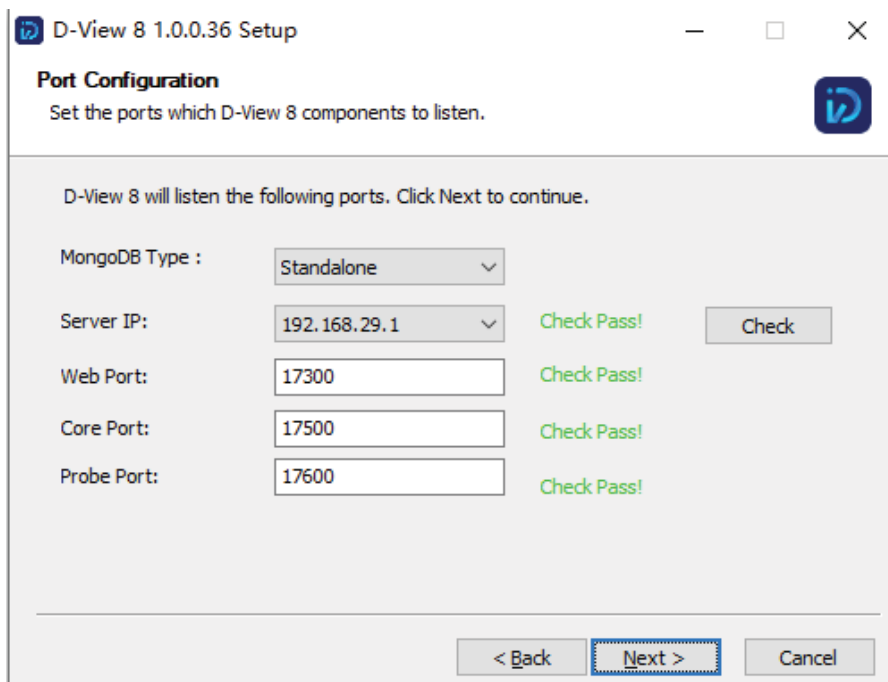 D-View 8 1.0.0.36 Setup
Port Configuration
Set the ports which D-View 8 components to listen.
D-View 8 will listen the following ports. Click Next to continue.
MongoDB Type :
Standalone
Server IP:
192.168.29.1
Check Pass!
Check
Web Port:
17300
Check Pass!
Core Port:
17500
Check Pass!
Probe Port:
17600
Check Pass!
< Back
Next >
Cancel